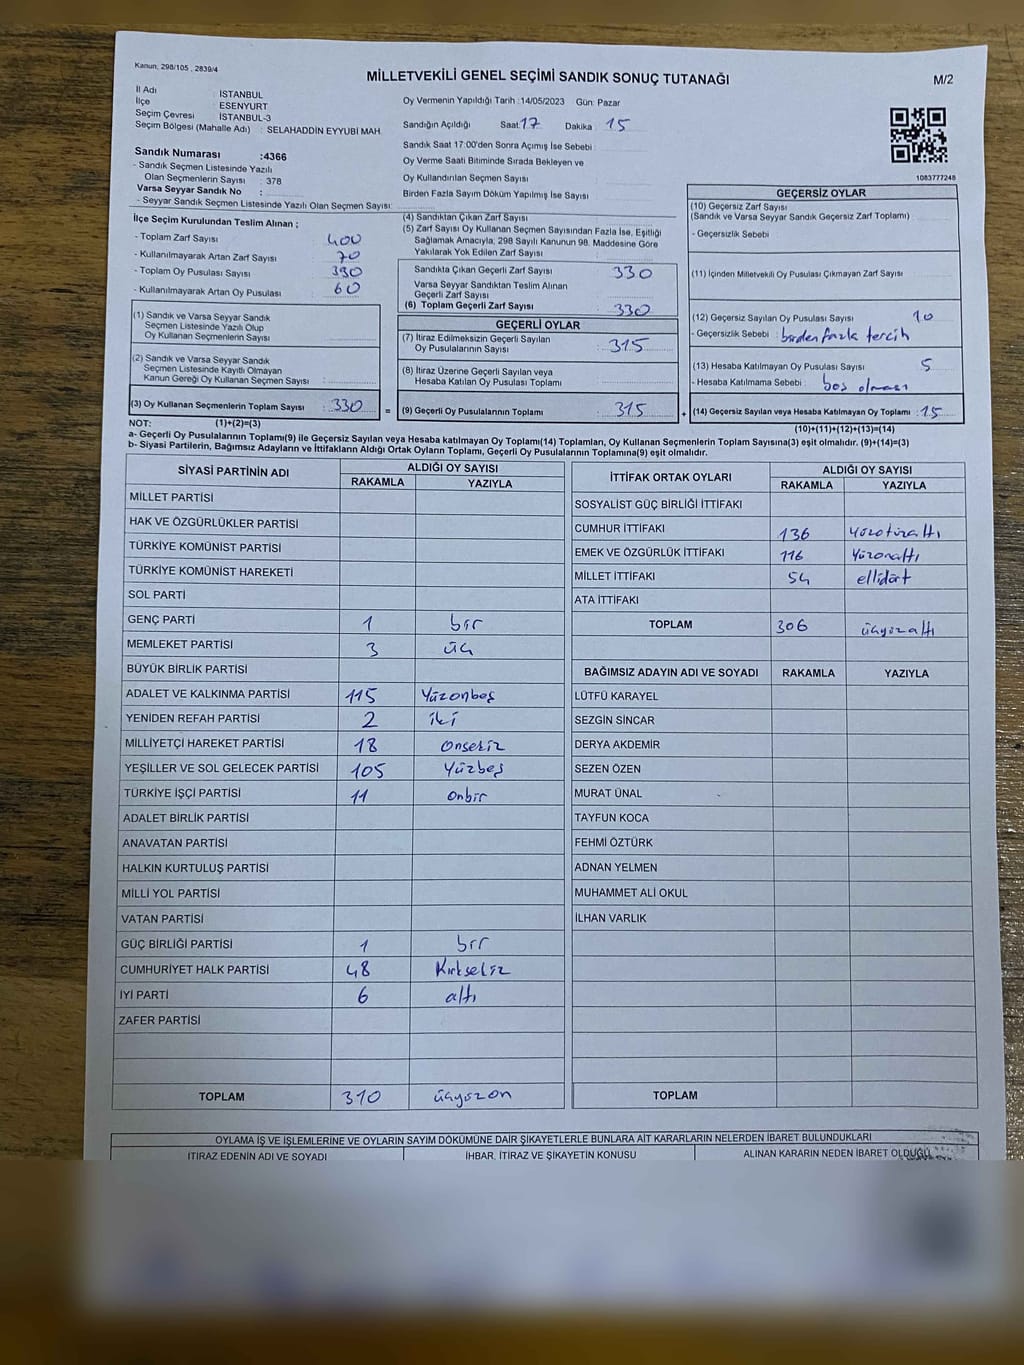 Kanun, 298/105 , 2839/4
MİLLETVEKİLİ GENEL SEÇİMİ SANDIK SONUÇ TUTANAĞI
M/2
İl Adı : İSTANBUL
İlçe : ESENYURT
Seçim Çevresi : İSTANBUL-3
Seçim Bölgesi (Mahalle Adı) : SELAHADDİN EYYUBİ MAH.
Sandık Numarası :4366
- Sandık Seçmen Listesinde Yazılı
Olan Seçmenlerin Sayısı : 378
Varsa Seyyar Sandık No :
- Seyyar Sandık Seçmen Listesinde Yazılı Olan Seçmen Sayısı:
Oy Vermenin Yapıldığı Tarih :14/05/2023 Gün: Pazar
Sandığın Açıldığı Saat:17 Dakika 15
Sandık Saat 17:00'den Sonra Açımış İse Sebebi
Oy Verme Saati Bitiminde Sırada Bekleyen ve
Oy Kullandırılan Seçmen Sayısı
Birden Fazla Sayım Döküm Yapılmış İse Sayısı
1083777248
İlçe Seçim Kurulundan Teslim Alınan ;
- Toplam Zarf Sayısı 400
- Kullanılmayarak Artan Zarf Sayısı 70
- Toplam Oy Pusulası Sayısı 390
- Kullanılmayarak Artan Oy Pusulası 60
(1) Sandık ve Varsa Seyyar Sandık
Seçmen Listesinde Yazılı Olup
Oy Kullanan Seçmenlerin Sayısı
(2) Sandık ve Varsa Seyyar Sandık
Seçmen Listesinde Kayıtlı Olmayan
Kanun Gereği Oy Kullanan Seçmen Sayısı
(3) Oy Kullanan Seçmenlerin Toplam Sayısı : 330 =
(4) Sandıktan Çıkan Zarf Sayısı
(5) Zarf Sayısı Oy Kullanan Seçmen Sayısından Fazla İse, Eşitliği
Sağlamak Amacıyla, 298 Sayılı Kanunun 98. Maddesine Göre
Yakılarak Yok Edilen Zarf Sayısı
Sandıkta Çıkan Geçerli Zarf Sayısı 330
Varsa Seyyar Sandıktan Teslim Alınan
Geçerli Zarf Sayısı
(6) Toplam Geçerli Zarf Sayısı 330
GEÇERLİ OYLAR
(7) İtiraz Edilmeksizin Geçerli Sayılan
Oy Pusulalarının Sayısı : 315
(8) İtiraz Üzerine Geçerli Sayılan veya
Hesaba Katılan Oy Pusulası Toplamı
(9) Geçerli Oy Pusulalarının Toplamı 315 +
GEÇERSİZ OYLAR
(10) Geçersiz Zarf Sayısı
(Sandık ve Varsa Seyyar Sandık Geçersiz Zarf Toplamı)
- Geçersizlik Sebebi
(11) İçinden Milletvekili Oy Pusulası Çıkmayan Zarf Sayısı
(12) Geçersiz Sayılan Oy Pusulası Sayısı 10
- Geçersizlik Sebebi : birden fazla tercih
(13) Hesaba Katılmayan Oy Pusulası Sayısı 5
- Hesaba Katılmama Sebebi : boş olması
(14) Geçersiz Sayılan veya Hesaba Katılmayan Oy Toplamı : 15
NOT: (1)+(2)=(3)
(10)+(11)+(12)+(13)=(14)
a- Geçerli Oy Pusulalarının Toplamı(9) ile Geçersiz Sayılan veya Hesaba katılmayan Oy Toplamı(14) Toplamları, Oy Kullanan Seçmenlerin Toplam Sayısına(3) eşit olmalıdır. (9)+(14)=(3)
b- Siyasi Partilerin, Bağımsız Adayların ve İttifakların Aldığı Ortak Oyların Toplamı, Geçerli Oy Pusulalarının Toplamına(9) eşit olmalıdır.
SİYASİ PARTİNİN ADI ALDIĞI OY SAYISI
RAKAMLA YAZIYLA
MİLLET PARTİSİ
HAK VE ÖZGÜRLÜKLER PARTİSİ
TÜRKİYE KOMÜNİST PARTİSİ
TÜRKİYE KOMÜNİST HAREKETİ
SOL PARTİ
GENÇ PARTİ 1 bir
MEMLEKET PARTİSİ 3 üç
BÜYÜK BİRLİK PARTİSİ
ADALET VE KALKINMA PARTİSİ 115 Yüzonbeş
YENİDEN REFAH PARTİSİ 2 iki
MİLLİYETÇİ HAREKET PARTİSİ 18 Onsekiz
YEŞİLLER VE SOL GELECEK PARTİSİ 105 Yüzbeş
TÜRKİYE İŞÇİ PARTİSİ 11 Onbir
ADALET BİRLİK PARTİSİ
ANAVATAN PARTİSİ
HALKIN KURTULUŞ PARTİSİ
MİLLİ YOL PARTİSİ
VATAN PARTİSİ
GÜÇ BİRLİĞİ PARTİSİ 1 bir
CUMHURİYET HALK PARTİSİ 48 Kırksekiz
İYİ PARTİ 6 altı
ZAFER PARTİSİ
TOPLAM 310 üçyüzon
İTTİFAK ORTAK OYLARI ALDIĞI OY SAYISI
RAKAMLA YAZIYLA
SOSYALİST GÜÇ BİRLİĞİ İTTİFAKI
CUMHUR İTTİFAKI 136 yüzotuzaltı
EMEK VE ÖZGÜRLÜK İTTİFAKI 116 Yüzonaltı
MİLLET İTTİFAKI 54 ellidört
ATA İTTİFAKI
TOPLAM 306 üçyüzaltı
BAĞIMSIZ ADAYIN ADI VE SOYADI RAKAMLA YAZIYLA
LÜTFÜ KARAYEL
SEZGİN SİNCAR
DERYA AKDEMİR
SEZEN ÖZEN
MURAT ÜNAL
TAYFUN KOCA
FEHMİ ÖZTÜRK
ADNAN YELMEN
MUHAMMET ALİ OKUL
İLHAN VARLIK
TOPLAM
OYLAMA İŞ VE İŞLEMLERİNE VE OYLARIN SAYIM DÖKÜMÜNE DAİR ŞİKAYETLERLE BUNLARA AİT KARARLARIN NELERDEN İBARET BULUNDUKLARI
İTİRAZ EDENİN ADI VE SOYADI İHBAR, İTİRAZ VE ŞİKAYETİN KONUSU ALINAN KARARIN NEDEN İBARET OLDUĞU